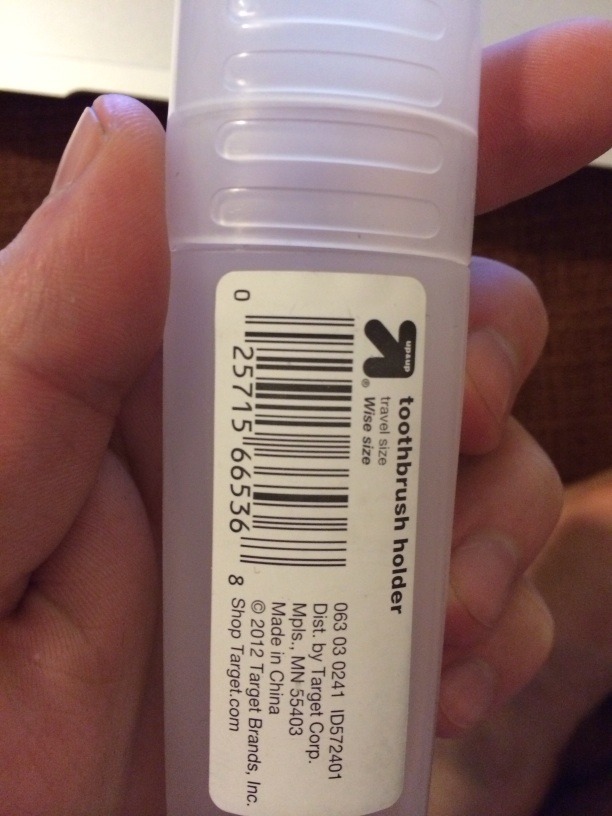 up&up
®
toothbrush holder
travel size
Wise size
0 25715 66536 8
063 03 0241 ID572401
Dist. by Target Corp.
Mpls., MN 55403
Made in China
© 2012 Target Brands, Inc.
Shop Target.com